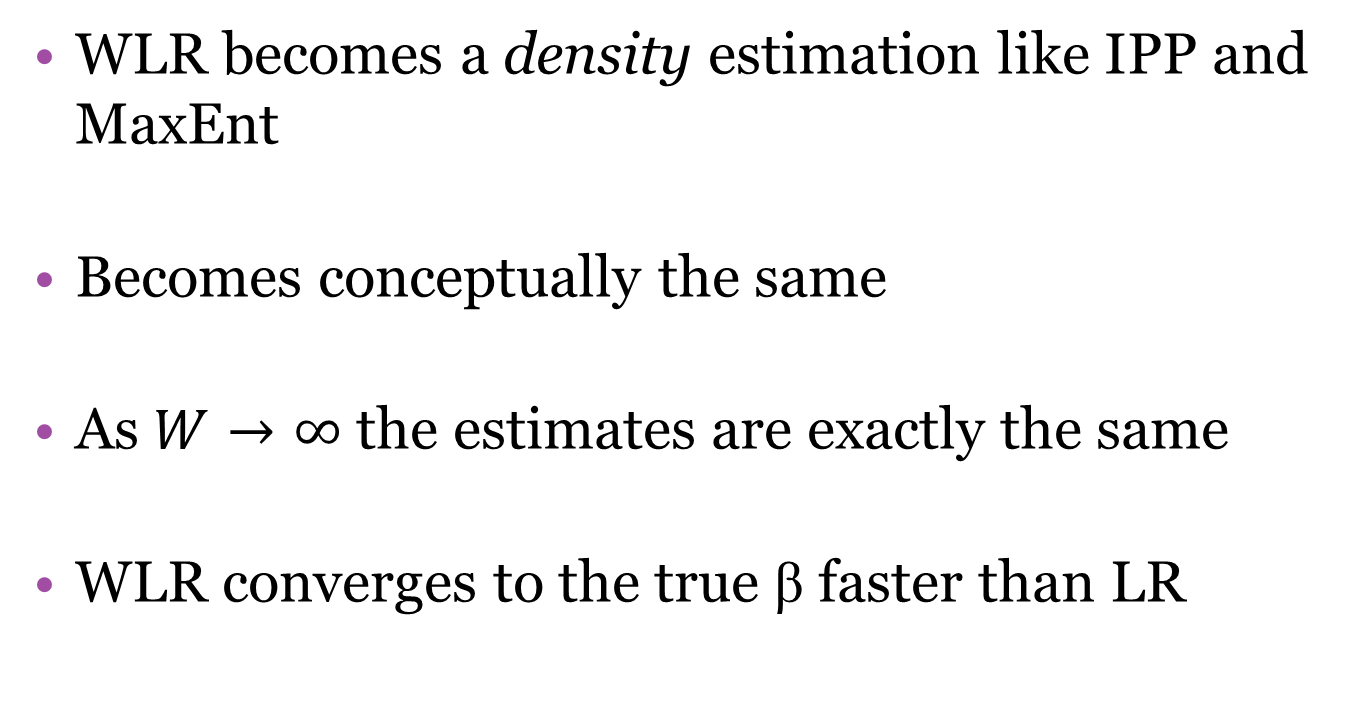 • WLR becomes a density estimation like IPP and
MaxEnt
• Becomes conceptually the same
• As W → ∞ the estimates are exactly the same
• WLR converges to the true β faster than LR